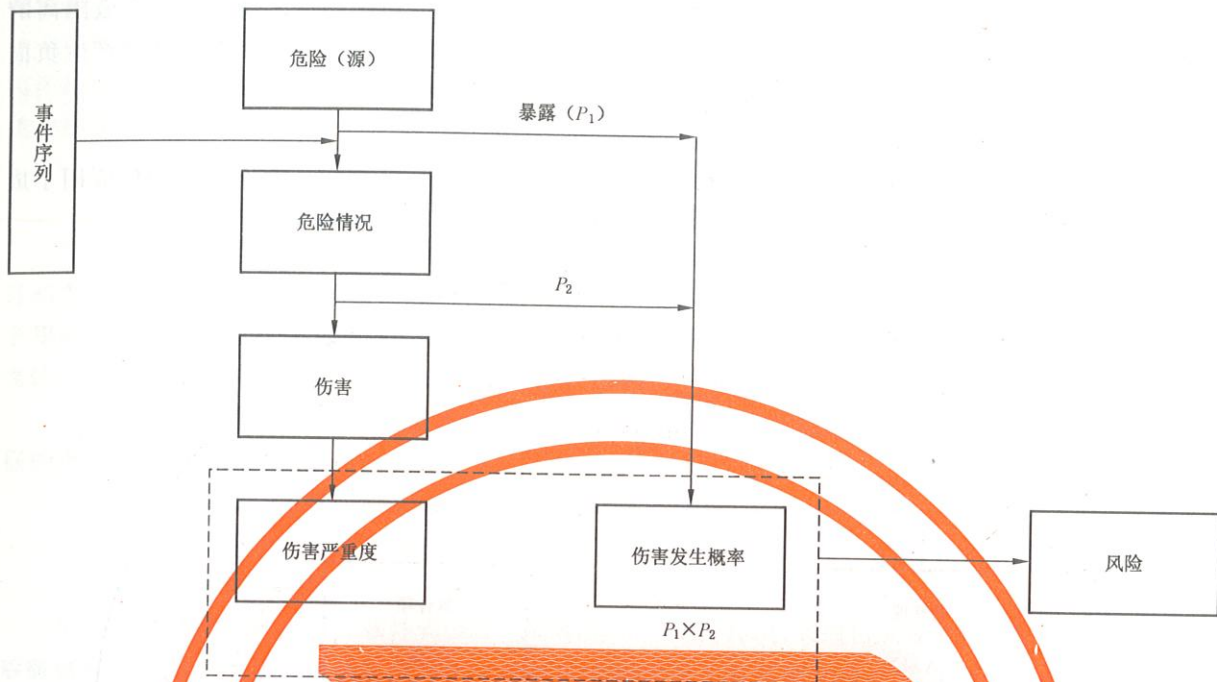 危险（源）
事件序列
暴露（P₁）
危险情况
P₂
伤害
伤害严重度
伤害发生概率
风险
P₁×P₂